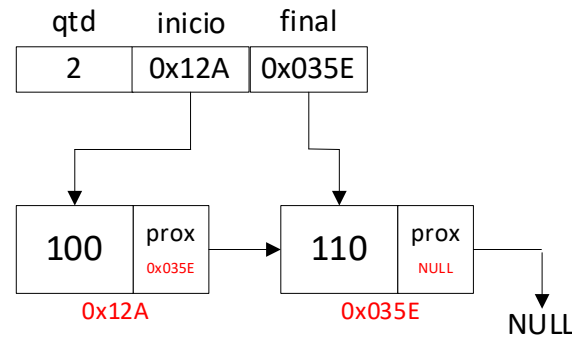 qtd inicio final
2 0x12A 0x035E
100 prox 110 prox
0x035E NULL
0x12A 0x035E
NULL